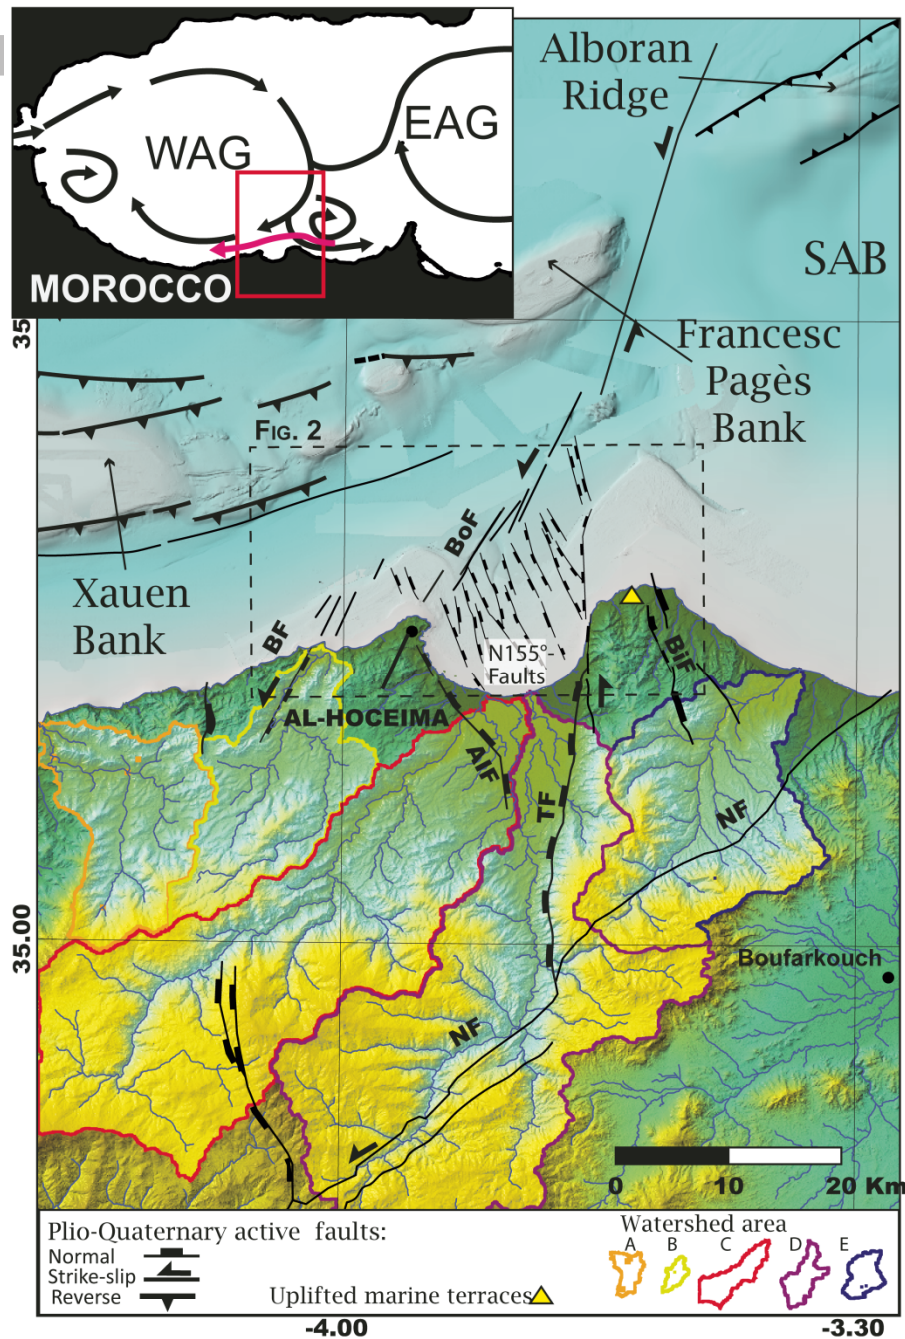 Alboran
Ridge
WAG
EAG
MOROCCO
SAB
35
Francesc
Pagès
Bank
FIG. 2
BoF
Xauen
Bank
BF
N155°-
Faults
BiF
AL-HOCEIMA
AlF
TF
NF
35.00
Boufarkouch
NF
0 10 20 Km
Plio-Quaternary active faults:
Normal
Strike-slip
Reverse
Uplifted marine terraces
Watershed area
A B C D E
-4.00 -3.30